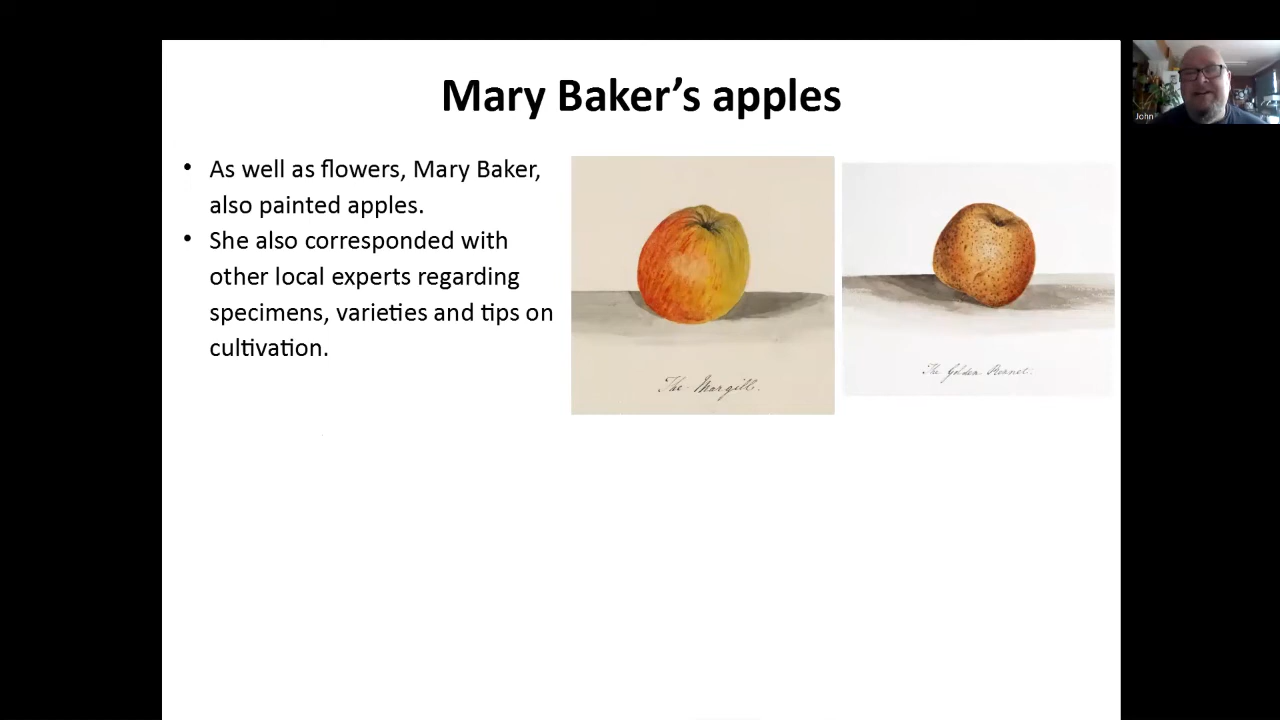 Mary Baker’s apples
• As well as flowers, Mary Baker,
also painted apples.
• She also corresponded with
other local experts regarding
specimens, varieties and tips on
cultivation.
The Margill.
The Golden Rennet.
John